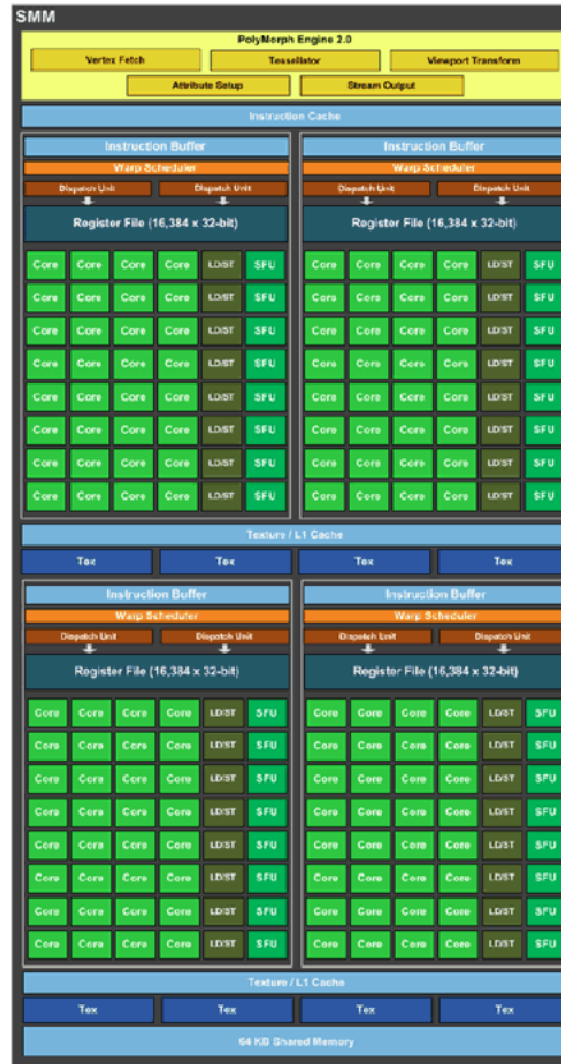 SMM
PolyMorph Engine 2.0
Vertex Fetch Tessellator Viewport Transform
Attribute Setup Stream Output
Instruction Cache
Instruction Buffer Instruction Buffer
Warp Scheduler Warp Scheduler
Dispatch Unit Dispatch Unit Dispatch Unit Dispatch Unit
Register File (16,384 x 32-bit) Register File (16,384 x 32-bit)
Core Core Core Core LD/ST SFU Core Core Core Core LD/ST SFU
Core Core Core Core LD/ST SFU Core Core Core Core LD/ST SFU
Core Core Core Core LD/ST SFU Core Core Core Core LD/ST SFU
Core Core Core Core LD/ST SFU Core Core Core Core LD/ST SFU
Core Core Core Core LD/ST SFU Core Core Core Core LD/ST SFU
Core Core Core Core LD/ST SFU Core Core Core Core LD/ST SFU
Core Core Core Core LD/ST SFU Core Core Core Core LD/ST SFU
Core Core Core Core LD/ST SFU Core Core Core Core LD/ST SFU
Texture / L1 Cache
Tex Tex Tex Tex
Instruction Buffer Instruction Buffer
Warp Scheduler Warp Scheduler
Dispatch Unit Dispatch Unit Dispatch Unit Dispatch Unit
Register File (16,384 x 32-bit) Register File (16,384 x 32-bit)
Core Core Core Core LD/ST SFU Core Core Core Core LD/ST SFU
Core Core Core Core LD/ST SFU Core Core Core Core LD/ST SFU
Core Core Core Core LD/ST SFU Core Core Core Core LD/ST SFU
Core Core Core Core LD/ST SFU Core Core Core Core LD/ST SFU
Core Core Core Core LD/ST SFU Core Core Core Core LD/ST SFU
Core Core Core Core LD/ST SFU Core Core Core Core LD/ST SFU
Core Core Core Core LD/ST SFU Core Core Core Core LD/ST SFU
Core Core Core Core LD/ST SFU Core Core Core Core LD/ST SFU
Texture / L1 Cache
Tex Tex Tex Tex
64 KB Shared Memory